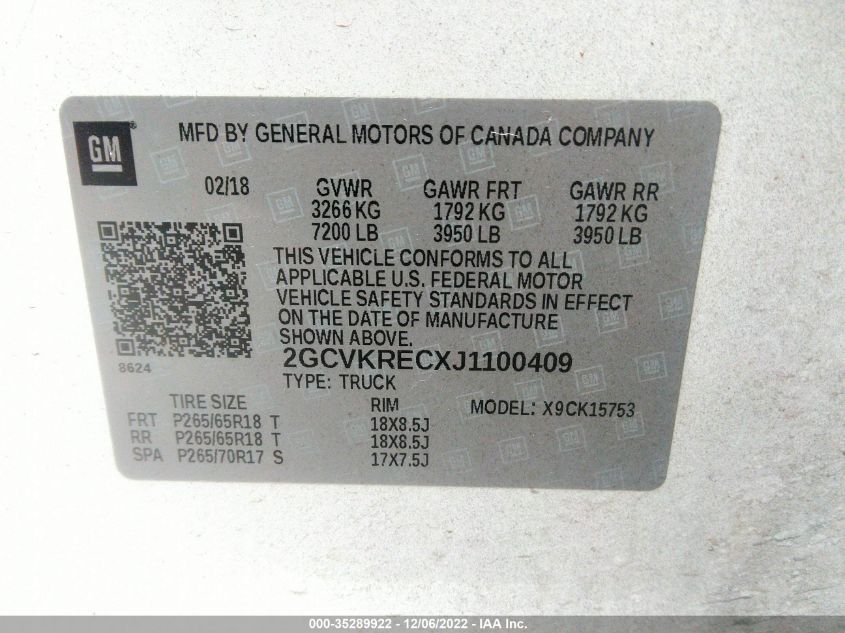 GM
MFD BY GENERAL MOTORS OF CANADA COMPANY
02/18 GVWR GAWR FRT GAWR RR
3266 KG 1792 KG 1792 KG
7200 LB 3950 LB 3950 LB
THIS VEHICLE CONFORMS TO ALL
APPLICABLE U.S. FEDERAL MOTOR
VEHICLE SAFETY STANDARDS IN EFFECT
ON THE DATE OF MANUFACTURE
SHOWN ABOVE.
8624
2GCVKRECXJ1100409
TYPE: TRUCK
TIRE SIZE RIM MODEL: X9CK15753
FRT P265/65R18 T 18X8.5J
RR P265/65R18 T 18X8.5J
SPA P265/70R17 S 17X7.5J
000-35289922 - 12/06/2022 - IAA Inc.